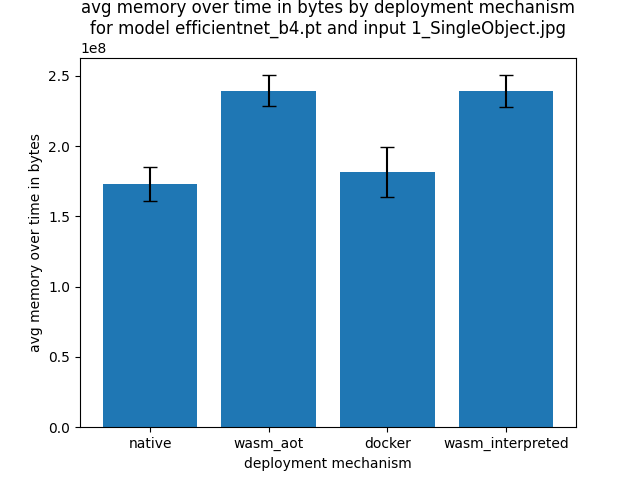 avg memory over time in bytes by deployment mechanism
for model efficientnet_b4.pt and input 1_SingleObject.jpg
1e8
2.5
2.0
1.5
1.0
0.5
0.0
avg memory over time in bytes
native
wasm_aot
docker
wasm_interpreted
deployment mechanism